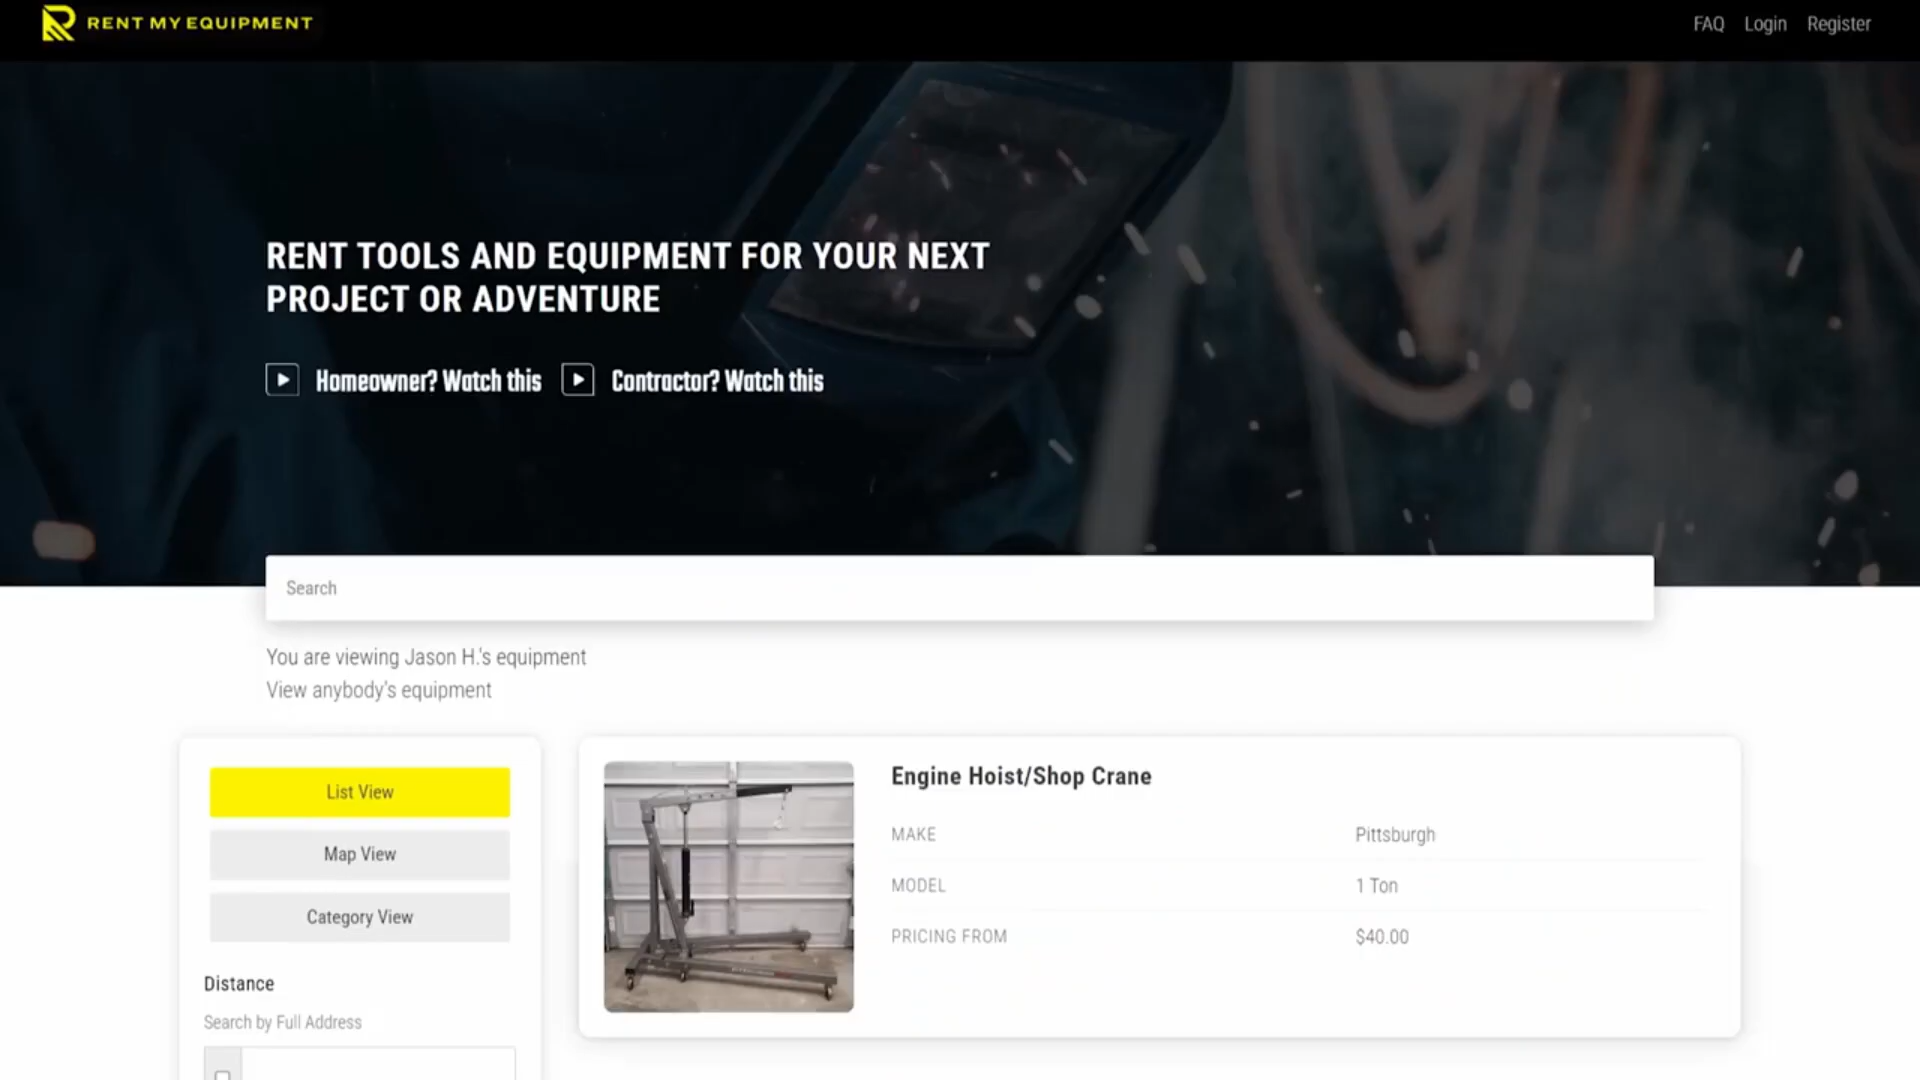 RENT MY EQUIPMENT
FAQ Login Register
RENT TOOLS AND EQUIPMENT FOR YOUR NEXT
PROJECT OR ADVENTURE
Homeowner? Watch this Contractor? Watch this
Search
You are viewing Jason H.'s equipment
View anybody's equipment
List View
Map View
Category View
Distance
Search by Full Address
Engine Hoist/Shop Crane
MAKE Pittsburgh
MODEL 1 Ton
PRICING FROM $40.00